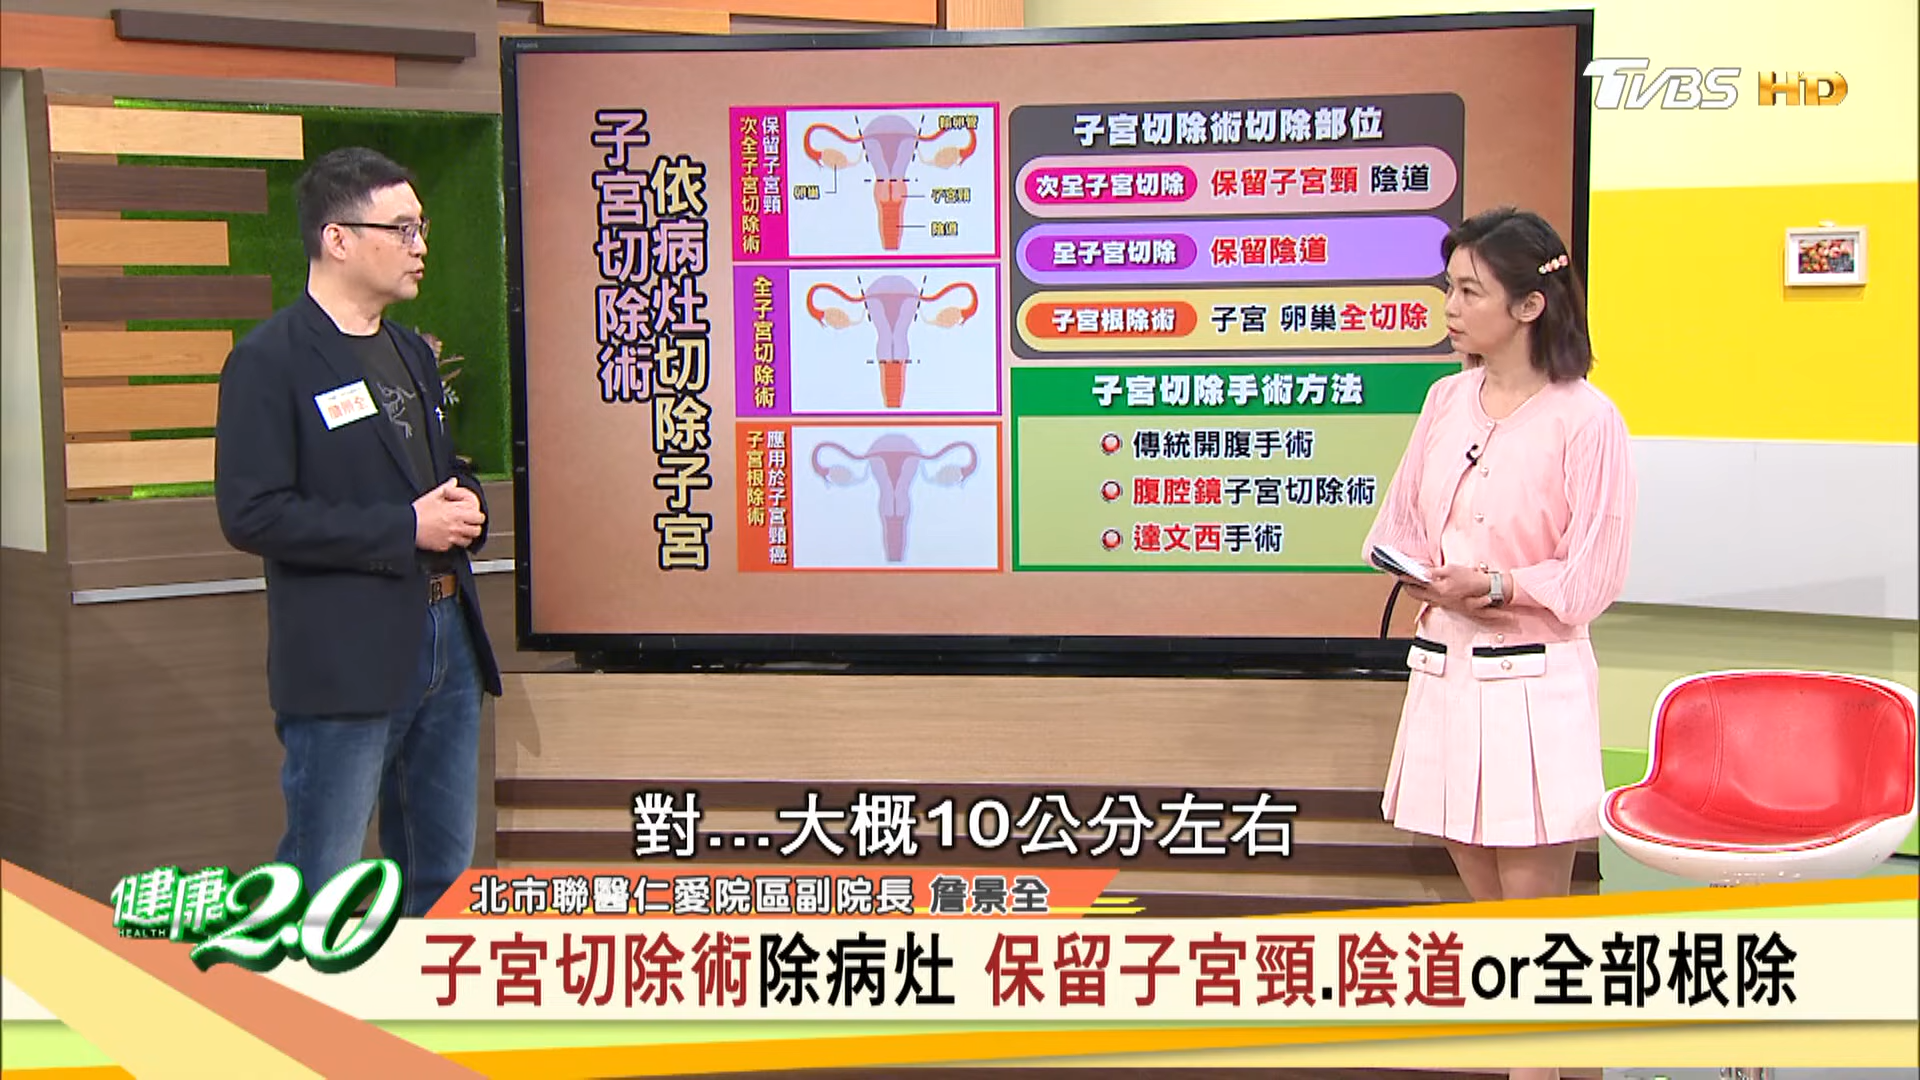 TVBS HD
依病灶切除子宮
子宮切除術
保留子宮頸
次全子宮切除術
輸卵管
卵巢
子宮頸
陰道
全子宮切除術
應用於子宮頸癌
子宮根除術
子宮切除術切除部位
次全子宮切除 保留子宮頸 陰道
全子宮切除 保留陰道
子宮根除術 子宮 卵巢全切除
子宮切除手術方法
傳統開腹手術
腹腔鏡子宮切除術
達文西手術
詹景全
對...大概10公分左右
健康2.0
HEALTH
北市聯醫仁愛院區副院長 詹景全
子宮切除術除病灶 保留子宮頸.陰道or全部根除